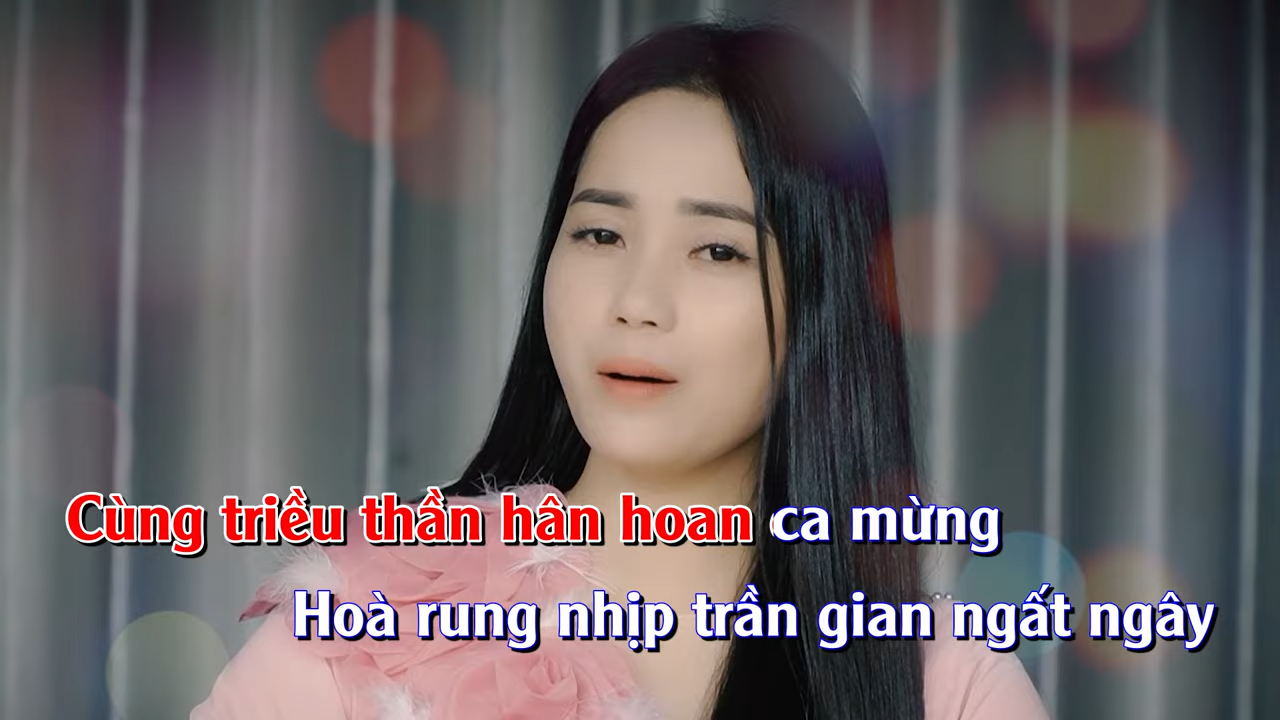 Cùng triều thần hân hoan ca mừng
Hoà rung nhịp trần gian ngất ngây